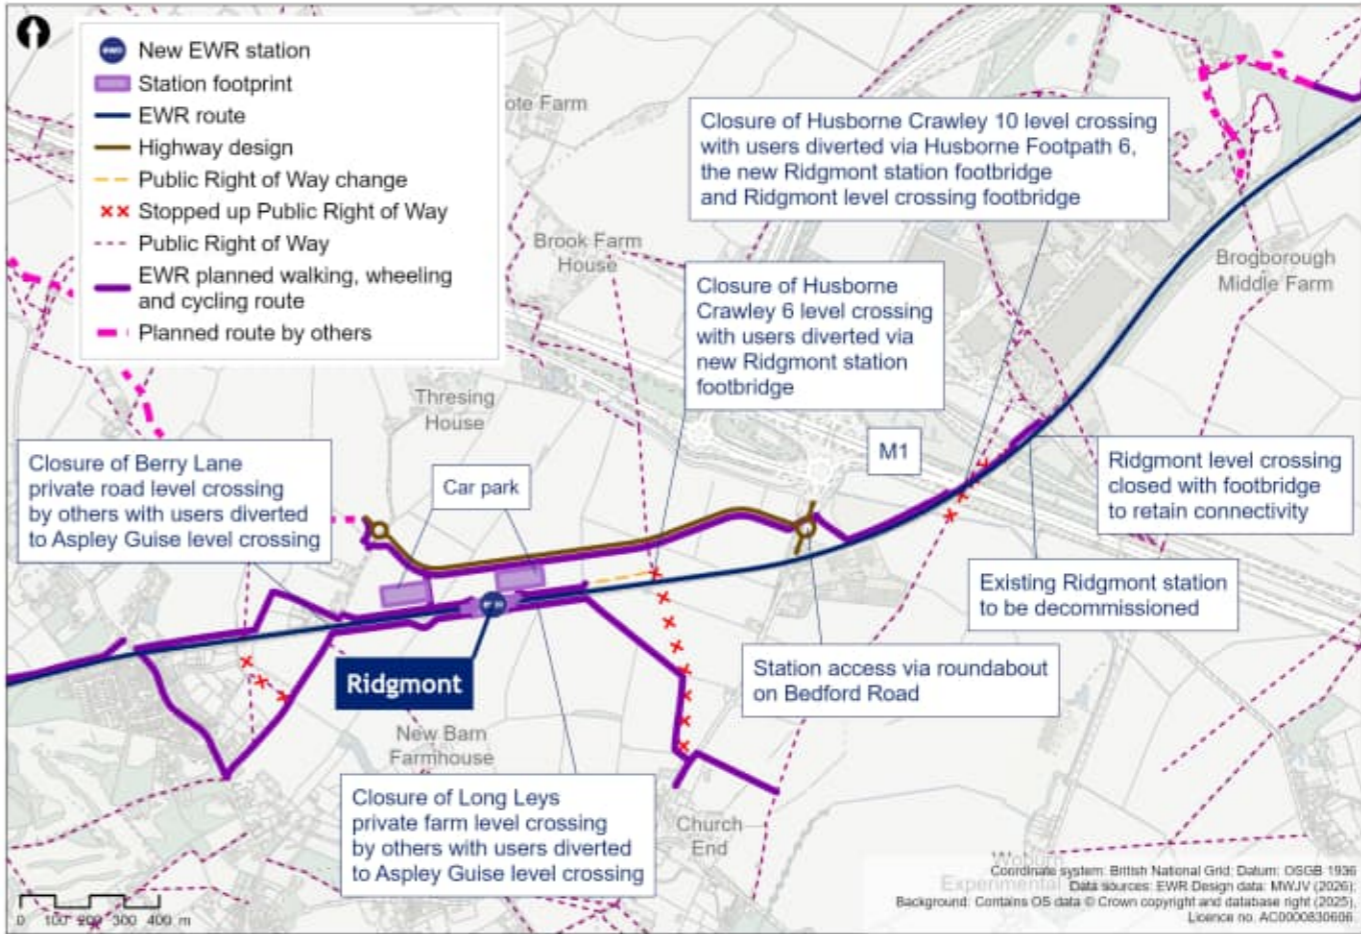 New EWR station
Station footprint
EWR route
Highway design
Public Right of Way change
Stopped up Public Right of Way
Public Right of Way
EWR planned walking, wheeling
and cycling route
Planned route by others
ote Farm
Closure of Husborne Crawley 10 level crossing
with users diverted via Husborne Footpath 6,
the new Ridgmont station footbridge
and Ridgmont level crossing footbridge
Brook Farm
House
Brogborough
Middle Farm
Closure of Husborne
Crawley 6 level crossing
with users diverted via
new Ridgmont station
footbridge
Thresing
House
M1
Closure of Berry Lane
private road level crossing
by others with users diverted
to Aspley Guise level crossing
Car park
Ridgmont level crossing
closed with footbridge
to retain connectivity
Existing Ridgmont station
to be decommissioned
Station access via roundabout
on Bedford Road
Ridgmont
New Barn
Farmhouse
Closure of Long Leys
private farm level crossing
by others with users diverted
to Aspley Guise level crossing
Church
End
Woburn
Experimental
Coordinate system: British National Grid; Datum: OSGB 1936
Data sources: EWR Design data: MWJV (2026);
Background: Contains OS data © Crown copyright and database right (2025),
Licence no. AC0000830606.
0 100 200 300 400 m